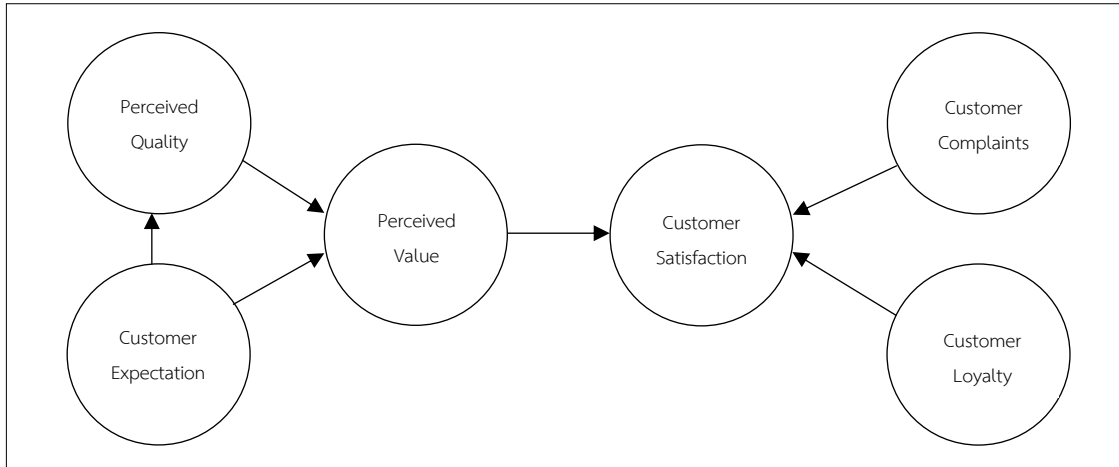 Perceived
Quality
Customer
Expectation
Perceived
Value
Customer
Satisfaction
Customer
Complaints
Customer
Loyalty